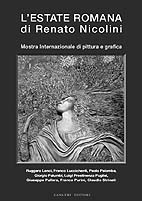 L'ESTATE ROMANA
di Renato Nicolini
Mostra Internazionale di pittura e grafica
Ruggero Lenci, Franco Luccichenti, Paolo Palomba,
Giorgio Palumbi, Luigi Prestinenza Puglisi,
Giuseppe Pullara, Franco Purini, Claudio Strinati
GANGEMI EDITORE